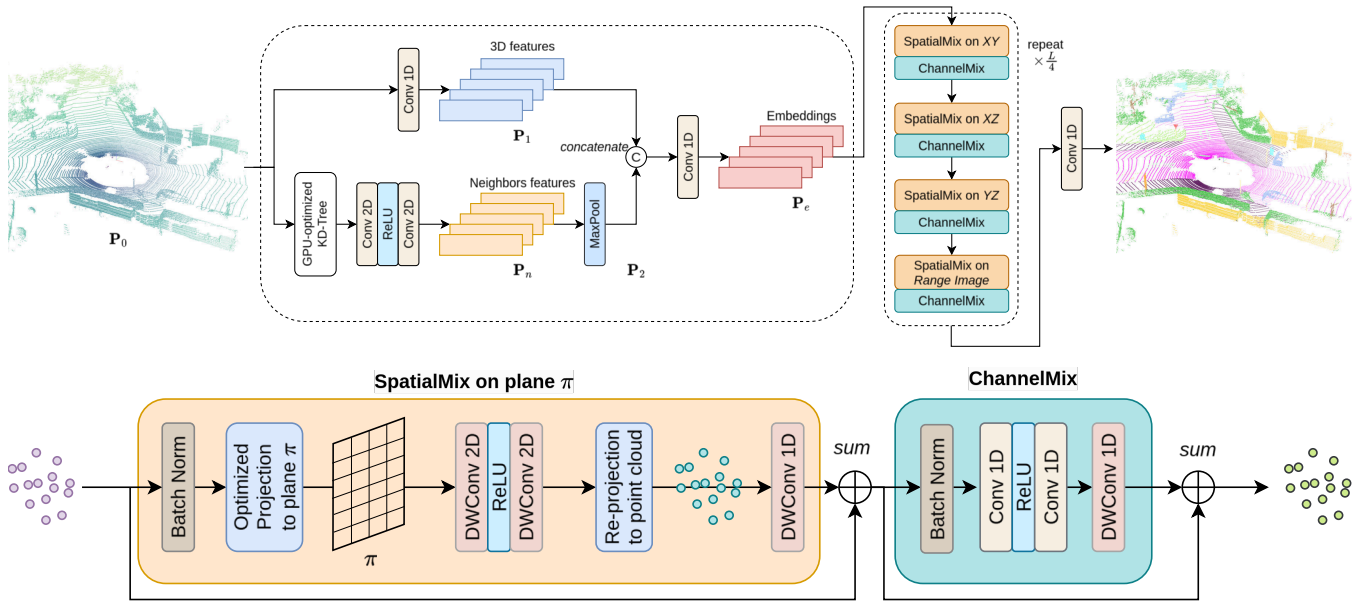 P₀
Conv 1D
3D features
P₁
GPU-optimized
KD-Tree
Conv 2D
ReLU
Conv 2D
Neighbors features
Pₙ
MaxPool
P₂
concatenate
C
Conv 1D
Embeddings
Pₑ
SpatialMix on XY
ChannelMix
SpatialMix on XZ
ChannelMix
SpatialMix on YZ
ChannelMix
SpatialMix on
Range Image
ChannelMix
repeat
× L/4
Conv 1D
SpatialMix on plane π
Batch Norm
Optimized
Projection
to plane π
π
DWConv 2D
ReLU
DWConv 2D
Re-projection
to point cloud
DWConv 1D
sum
ChannelMix
Batch Norm
Conv 1D
ReLU
Conv 1D
DWConv 1D
sum